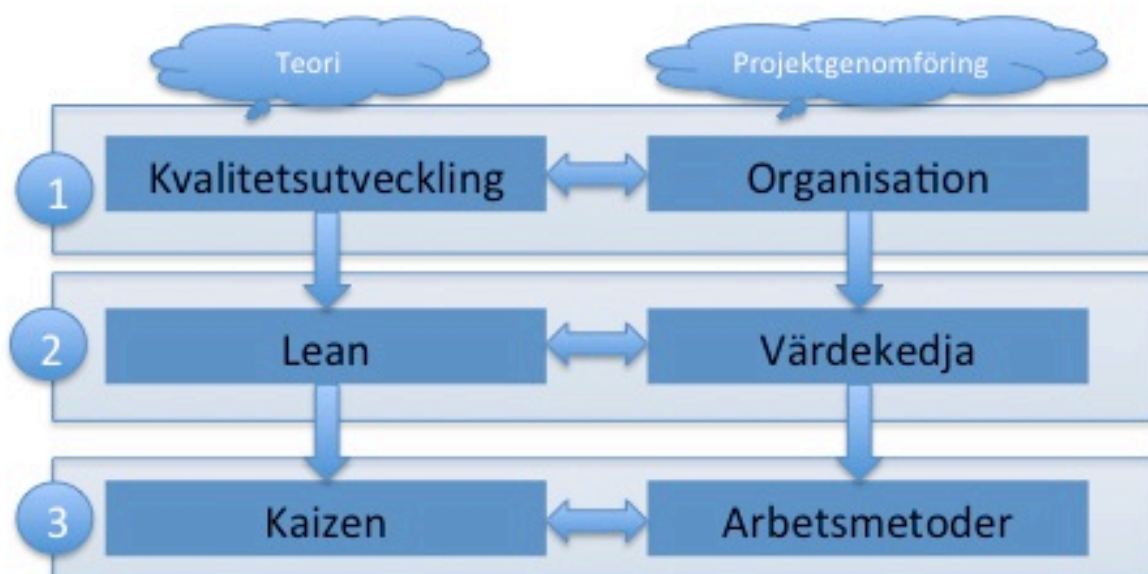 Teori
Projektgenomföring
1
Kvalitetsutveckling
Organisation
2
Lean
Värdekedja
3
Kaizen
Arbetsmetoder